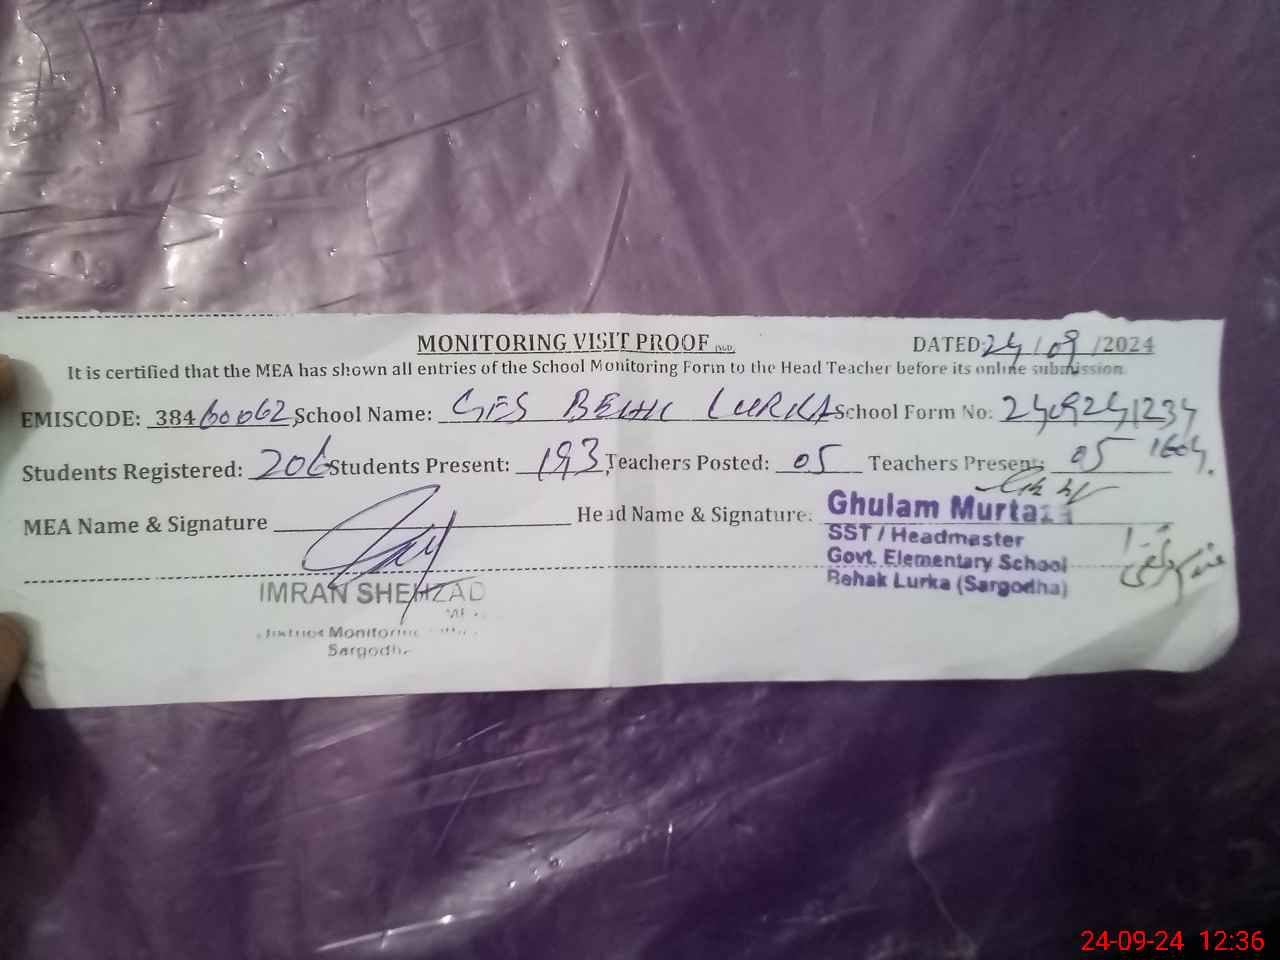 MONITORING VISIT PROOF
DATED: 24/09/2024
It is certified that the MEA has shown all entries of the School Monitoring Form to the Head Teacher before its online submission
EMISCODE: 38460062, School Name: GES BEHK LURKA School Form No: 2409241234
Students Registered: 206 Students Present: 193, Teachers Posted: 05 Teachers Present: 05
MEA Name & Signature Head Name & Signature:
Ghulam Murtaza
SST / Headmaster
Govt. Elementary School
Behak Lurka (Sargodha)
IMRAN SHEHZAD
MEA
District Monitoring
Sargodha
24-09-24 12:36